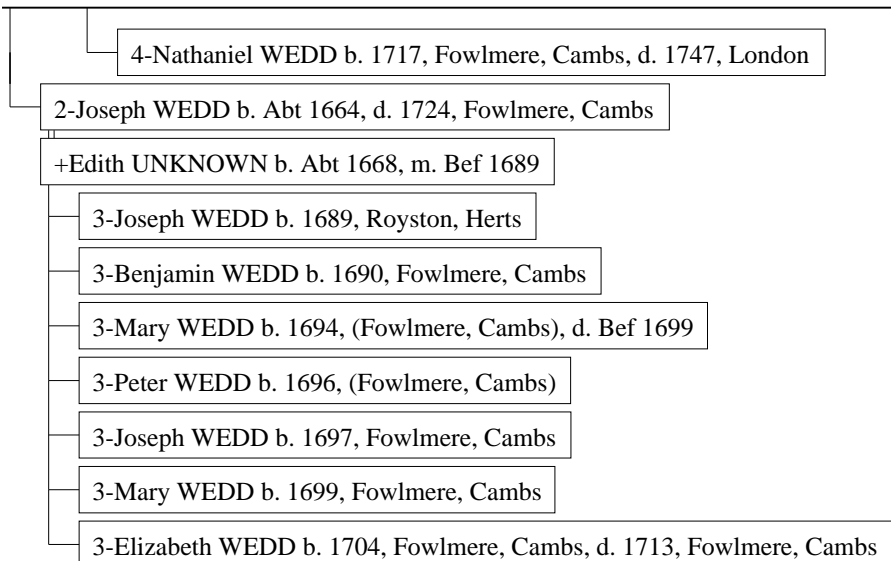 4-Nathaniel WEDD b. 1717, Fowlmere, Cambs, d. 1747, London
2-Joseph WEDD b. Abt 1664, d. 1724, Fowlmere, Cambs
+Edith UNKNOWN b. Abt 1668, m. Bef 1689
3-Joseph WEDD b. 1689, Royston, Herts
3-Benjamin WEDD b. 1690, Fowlmere, Cambs
3-Mary WEDD b. 1694, (Fowlmere, Cambs), d. Bef 1699
3-Peter WEDD b. 1696, (Fowlmere, Cambs)
3-Joseph WEDD b. 1697, Fowlmere, Cambs
3-Mary WEDD b. 1699, Fowlmere, Cambs
3-Elizabeth WEDD b. 1704, Fowlmere, Cambs, d. 1713, Fowlmere, Cambs